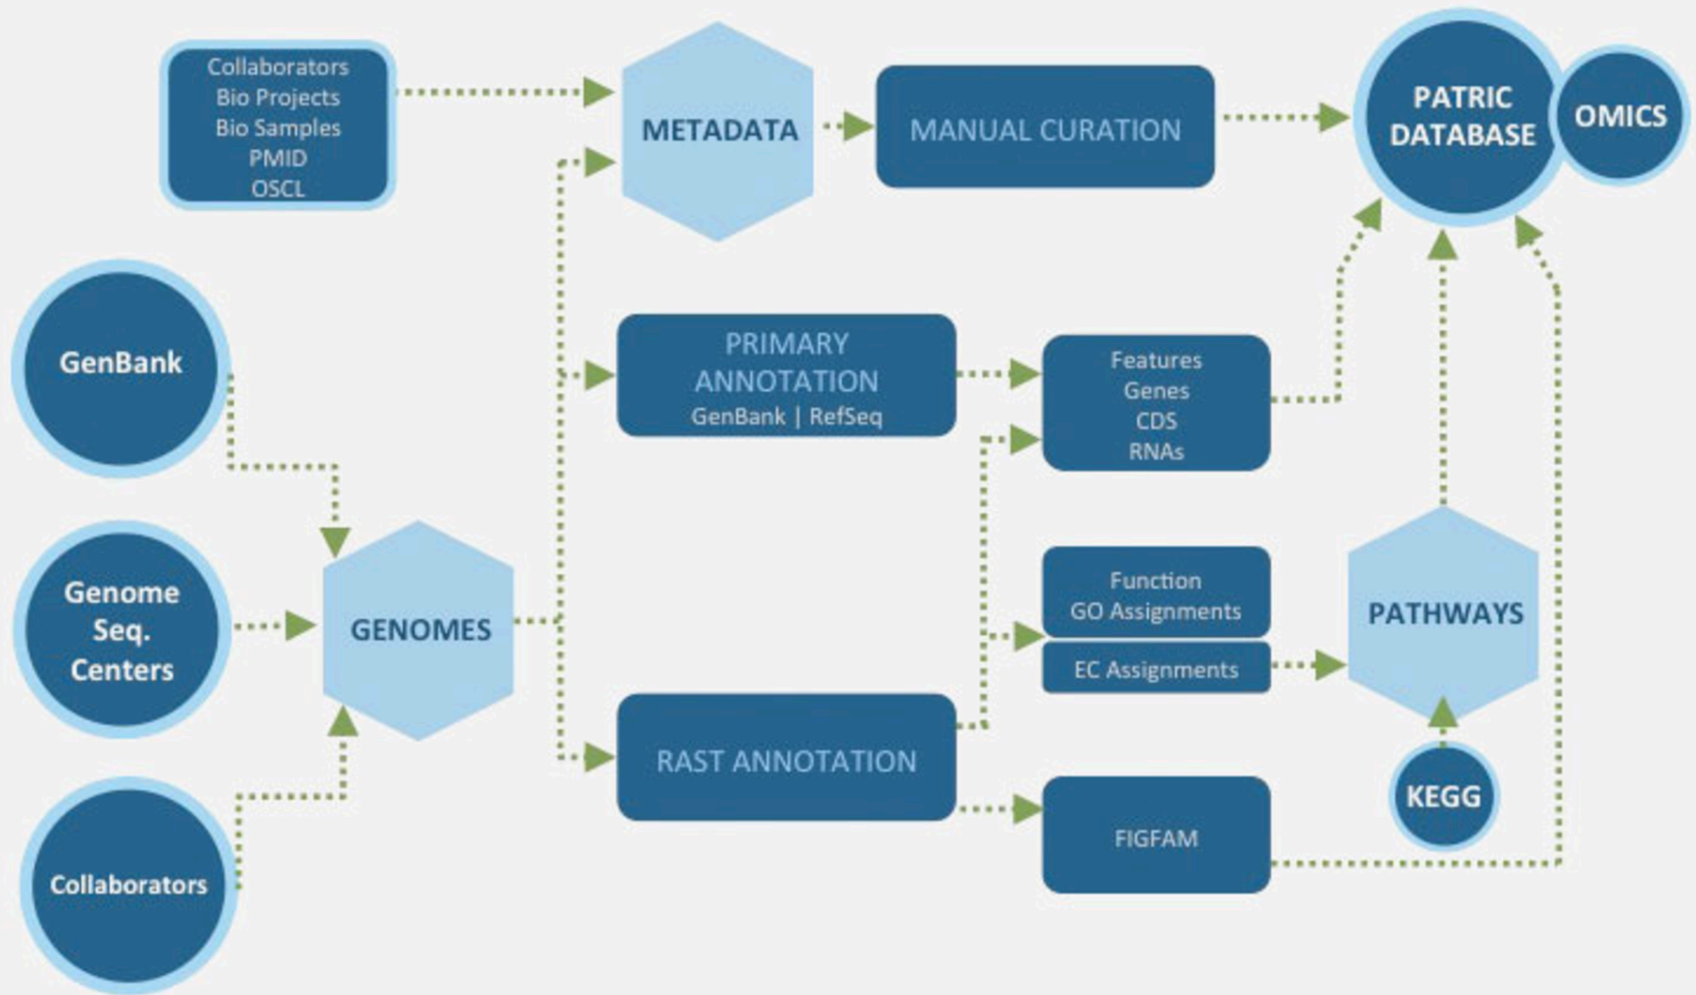 Collaborators
Bio Projects
Bio Samples
PMID
OSCL
METADATA
MANUAL CURATION
PATRIC
DATABASE
OMICS
GenBank
PRIMARY
ANNOTATION
GenBank | RefSeq
Features
Genes
CDS
RNAs
Genome
Seq.
Centers
GENOMES
Function
GO Assignments
EC Assignments
PATHWAYS
RAST ANNOTATION
KEGG
FIGFAM
Collaborators